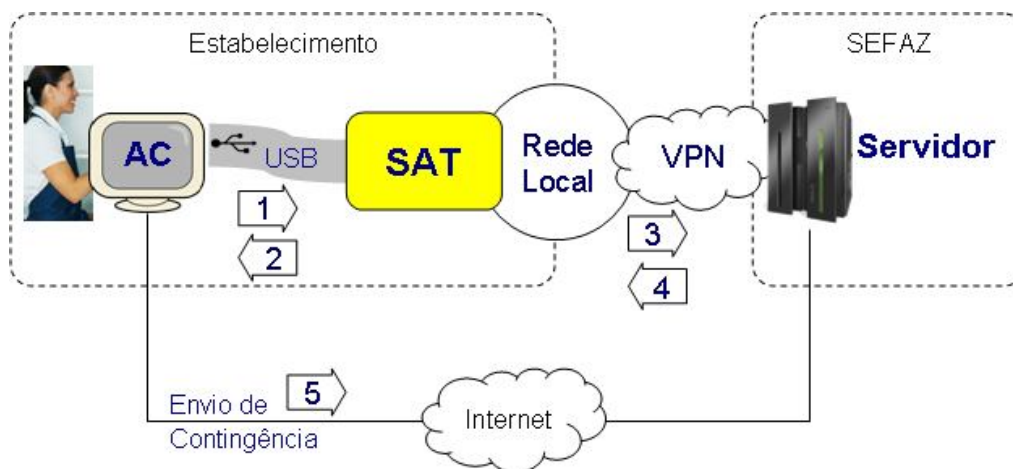 Estabelecimento
SEFAZ
AC
USB
SAT
Rede
Local
VPN
Servidor
1
2
3
4
5
Envio de
Contingência
Internet